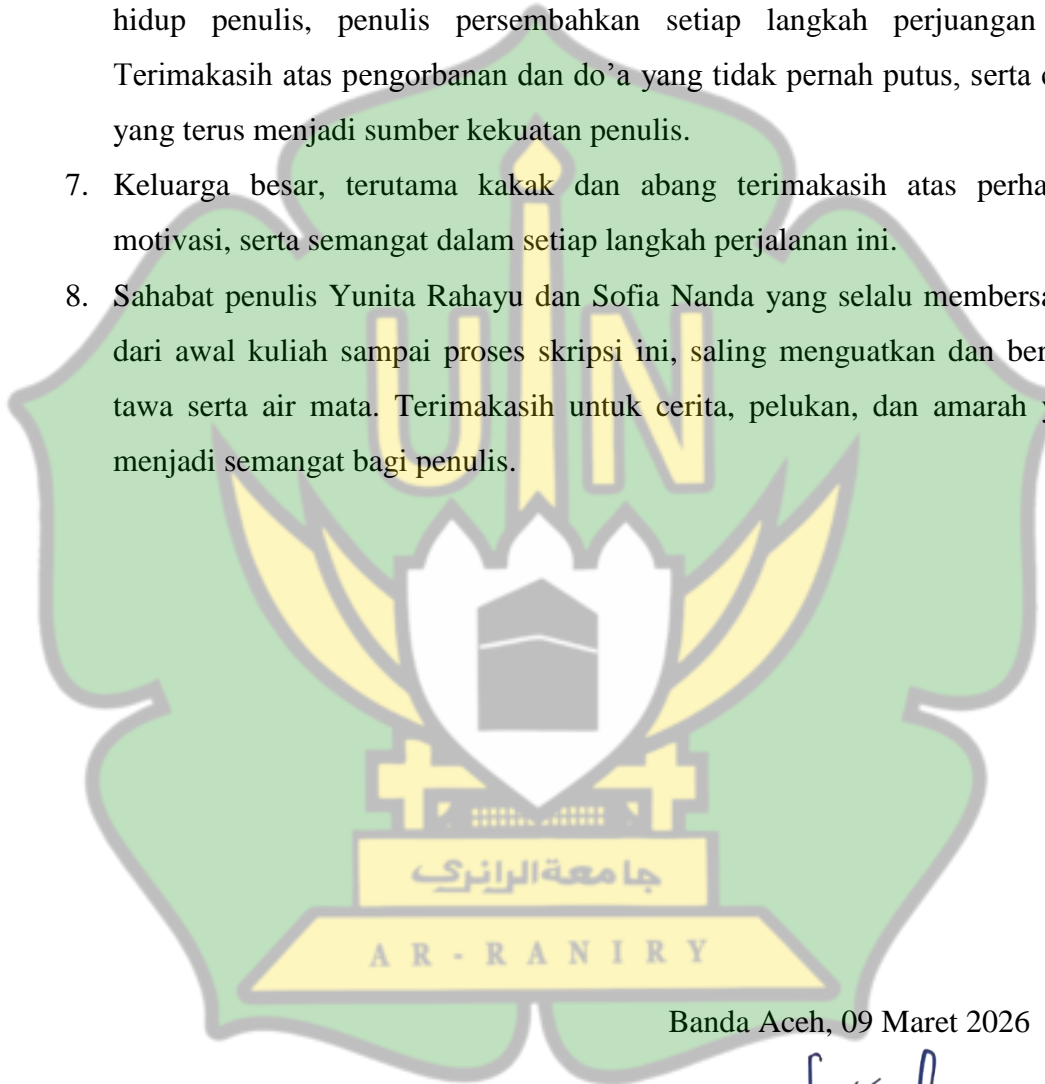 hidup penulis, penulis persembahkan setiap langkah perjuangan
Terimakasih atas pengorbanan dan do’a yang tidak pernah putus, serta
yang terus menjadi sumber kekuatan penulis.
7. Keluarga besar, terutama kakak dan abang terimakasih atas
motivasi, serta semangat dalam setiap langkah perjalanan ini.
8. Sahabat penulis Yunita Rahayu dan Sofia Nanda yang selalu
dari awal kuliah sampai proses skripsi ini, saling menguatkan dan
tawa serta air mata. Terimakasih untuk cerita, pelukan, dan amarah
menjadi semangat bagi penulis.
UIN
جامعة الرانري
AR-RANIRY
Banda Aceh, 09 Maret 2026